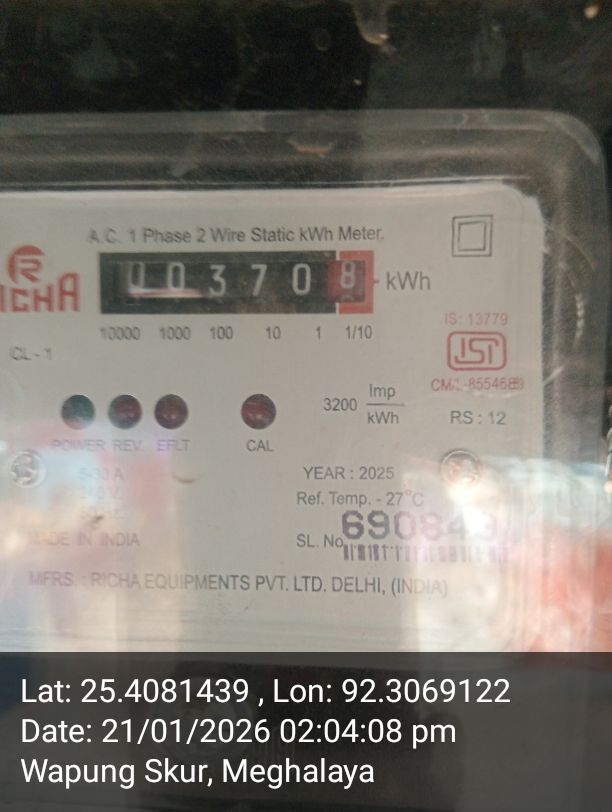 A.C. 1 Phase 2 Wire Static kWh Meter.
RICHA
003708 kWh
10000 1000 100 10 1 1/10
CL - 1
IS : 13779
ISI
3200 Imp/kWh
RS : 12
POWER REV. EFLT CAL
YEAR : 2025
Ref. Temp. - 27°C
MADE IN INDIA
SL. No.
MFRS. : RICHA EQUIPMENTS PVT. LTD. DELHI, (INDIA)
Lat: 25.4081439 , Lon: 92.3069122
Date: 21/01/2026 02:04:08 pm
Wapung Skur, Meghalaya